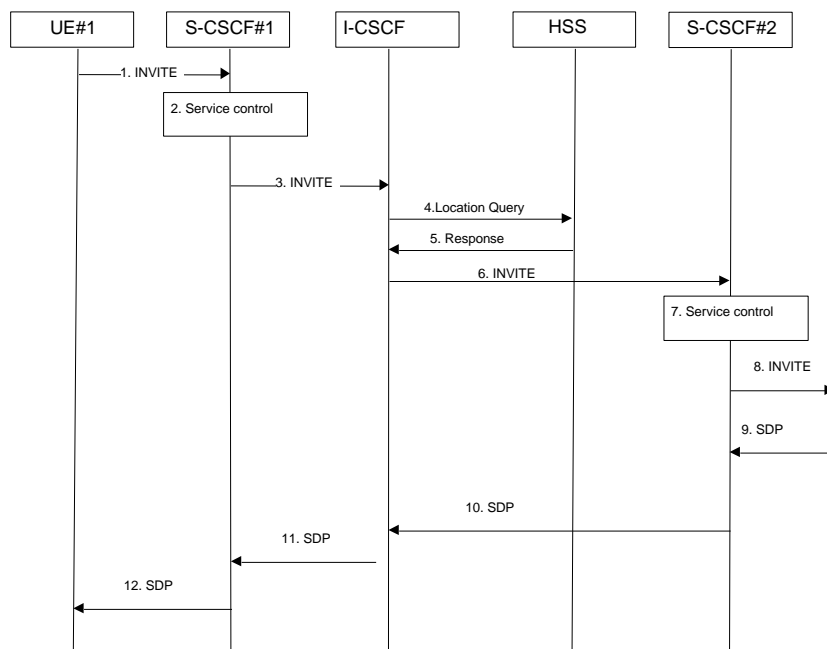 UE#1
S-CSCF#1
I-CSCF
HSS
S-CSCF#2
1. INVITE
2. Service control
3. INVITE
4.Location Query
5. Response
6. INVITE
7. Service control
8. INVITE
9. SDP
10. SDP
11. SDP
12. SDP